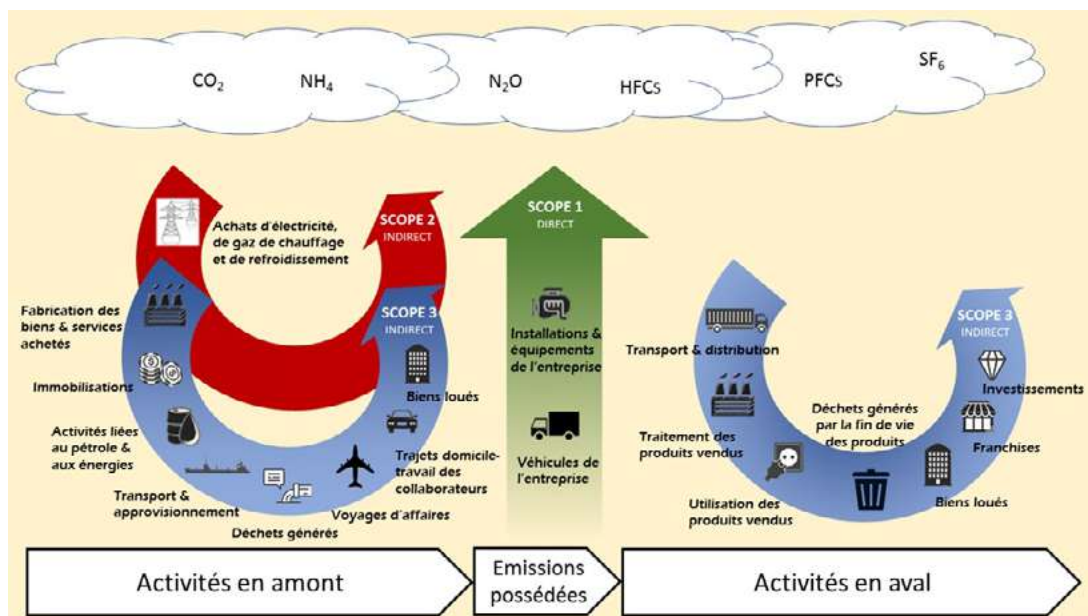 CO₂
NH₄
N₂O
HFCs
PFCs
SF₆
Achats d'électricité,
de gaz de chauffage
et de refroidissement
SCOPE 2
INDIRECT
Fabrication des
biens & services
achetés
Immobilisations
Activités liées
au pétrole &
aux énergies
Transport &
approvisionnement
Déchets générés
Voyages d'affaires
Trajets domicile-
travail des
collaborateurs
Biens loués
SCOPE 3
INDIRECT
SCOPE 1
DIRECT
Installations &
équipements
de l'entreprise
Véhicules de
l'entreprise
Transport & distribution
Traitement des
produits vendus
Utilisation des
produits vendus
Déchets générés
par la fin de vie
des produits
Biens loués
Franchises
Investissements
SCOPE 3
INDIRECT
Activités en amont
Emissions
possédées
Activités en aval